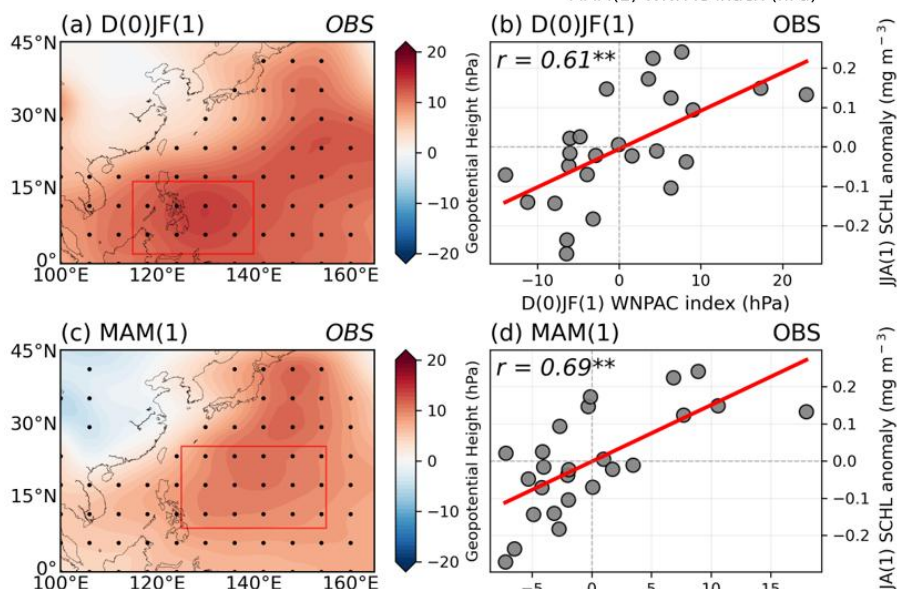 (a) D(0)JF(1) OBS
45°N
30°N
15°N
0°
100°E 120°E 140°E 160°E
20
10
0
−10
−20
Geopotential Height (hPa)
(b) D(0)JF(1) OBS
r = 0.61**
0.2
0.1
0.0
−0.1
−0.2
JJA(1) SCHL anomaly (mg m⁻³)
−10 0 10 20
D(0)JF(1) WNPAC index (hPa)
(c) MAM(1) OBS
45°N
30°N
15°N
0°
100°E 120°E 140°E 160°E
20
10
0
−10
−20
Geopotential Height (hPa)
(d) MAM(1) OBS
r = 0.69**
0.2
0.1
0.0
−0.1
−0.2
JJA(1) SCHL anomaly (mg m⁻³)
−5 0 5 10 15